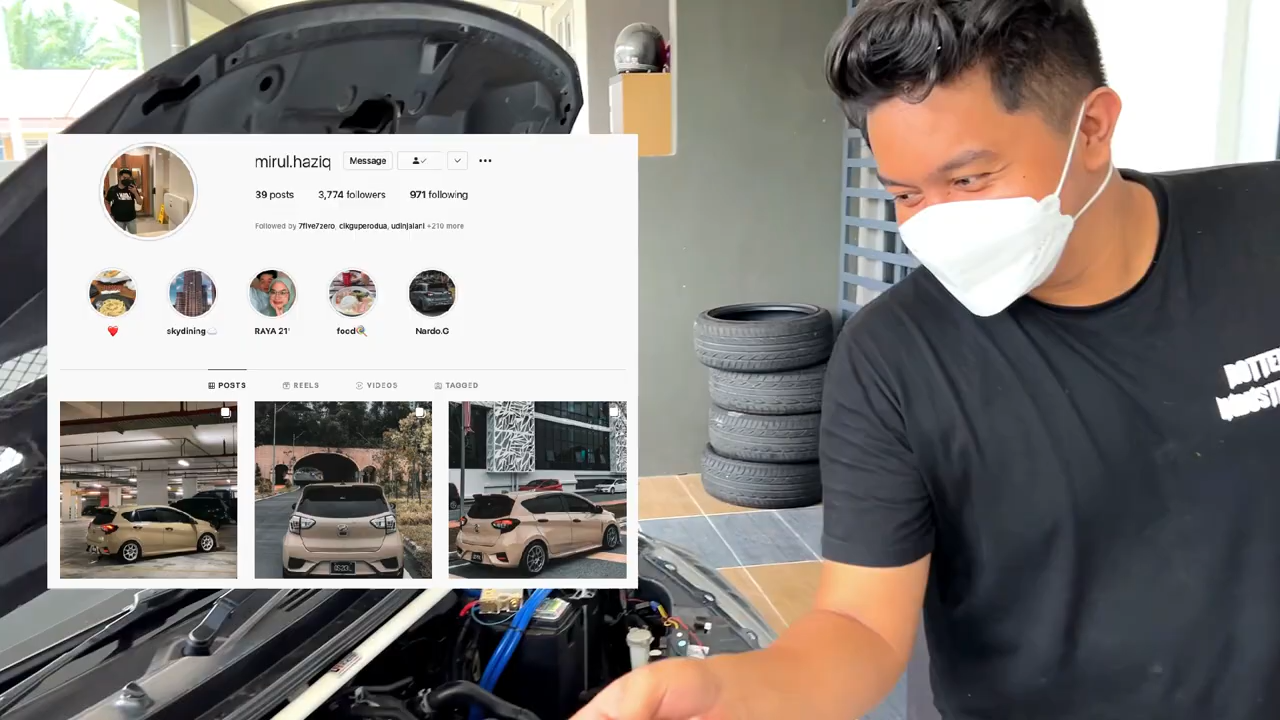 mirul.haziq Message
39 posts 3,774 followers 971 following
Followed by 7five7zero, cikguperodua, udinjalani +210 more
skydining RAYA 21' food Nardo.G
POSTS REELS VIDEOS TAGGED